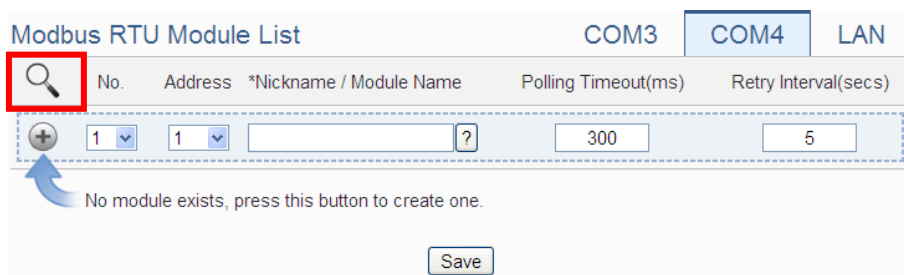 Modbus RTU Module List COM3 COM4 LAN
No. Address *Nickname / Module Name Polling Timeout(ms) Retry Interval(secs)
1 1 ? 300 5
No module exists, press this button to create one.
Save